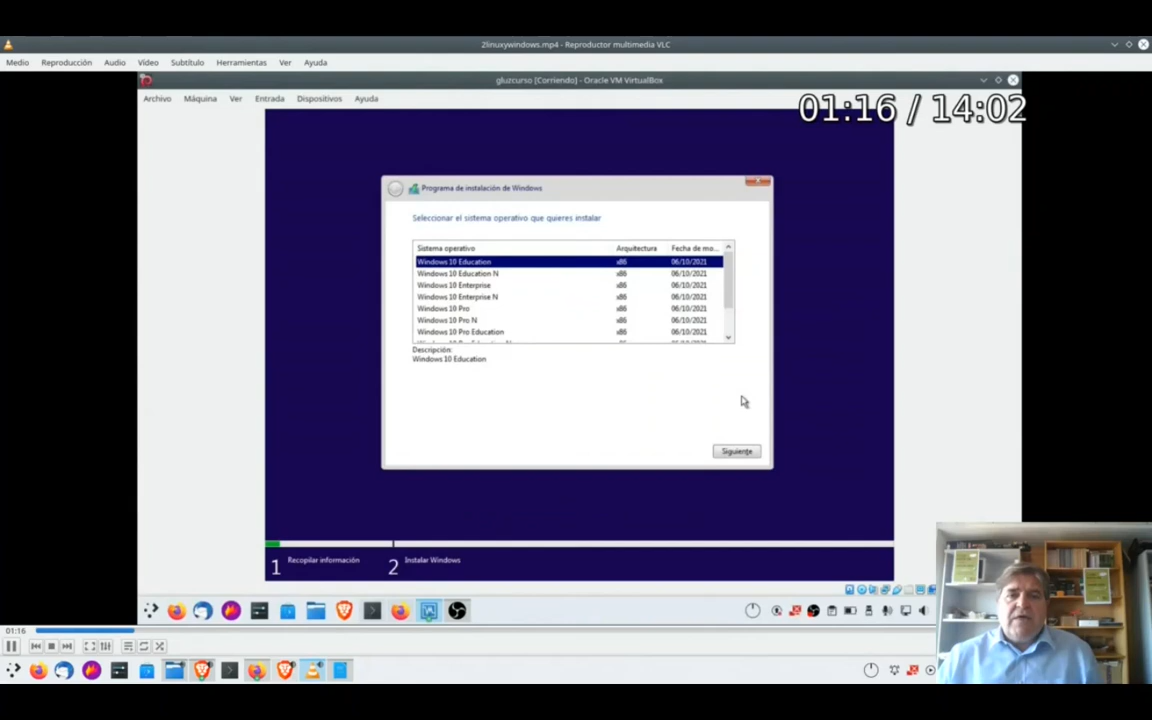 2linuxywindows.mp4 - Reproductor multimedia VLC
Medio Reproducción Audio Vídeo Subtítulo Herramientas Ver Ayuda
gluzcurso [Corriendo] - Oracle VM VirtualBox
Archivo Máquina Ver Entrada Dispositivos Ayuda
01:16 / 14:02
Programa de instalación de Windows
Seleccionar el sistema operativo que quieres instalar
Sistema operativo Arquitectura Fecha de mo...
Windows 10 Education x86 06/10/2021
Windows 10 Education N x86 06/10/2021
Windows 10 Enterprise x86 06/10/2021
Windows 10 Enterprise N x86 06/10/2021
Windows 10 Pro x86 06/10/2021
Windows 10 Pro N x86 06/10/2021
Windows 10 Pro Education x86 06/10/2021
Descripción:
Windows 10 Education
Siguiente
1 Recopilar información 2 Instalar Windows
01:16